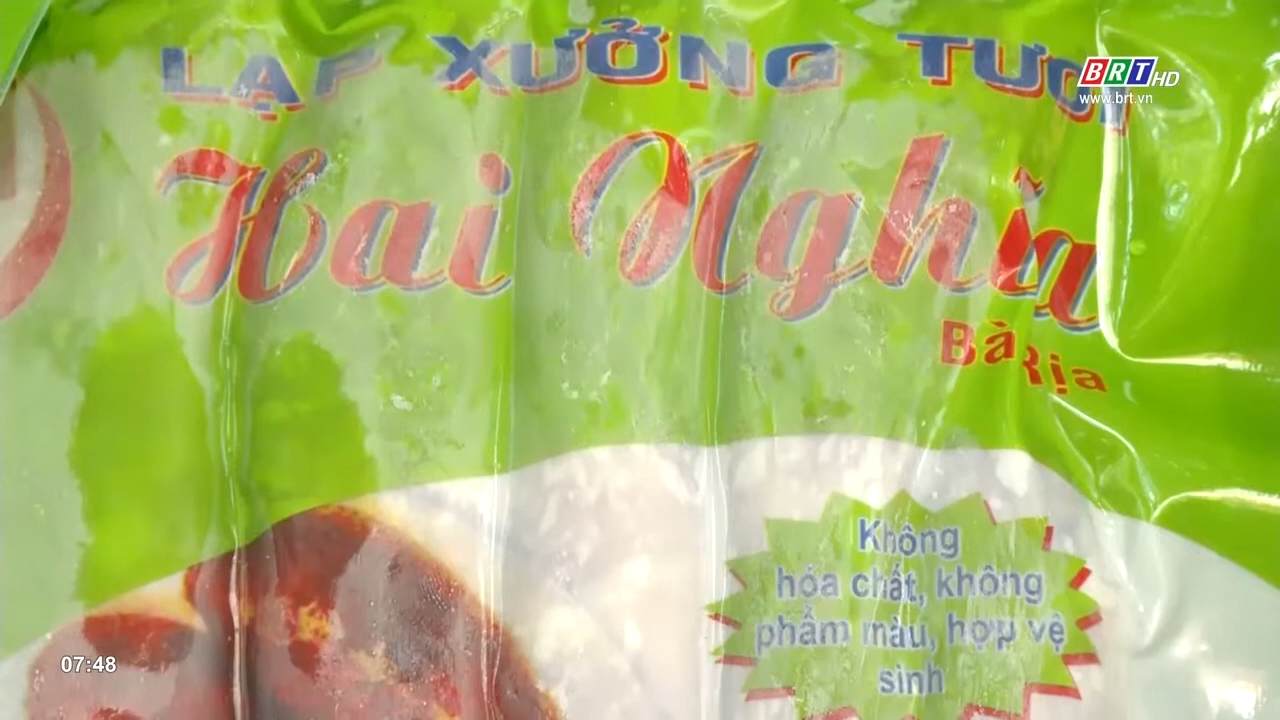 LẠP XƯỞNG TƯƠI
BRT HD
www.brt.vn
Hai Nghĩa
Bà Rịa
Không
hóa chất, không
phẩm màu, hợp vệ
sinh
07:48